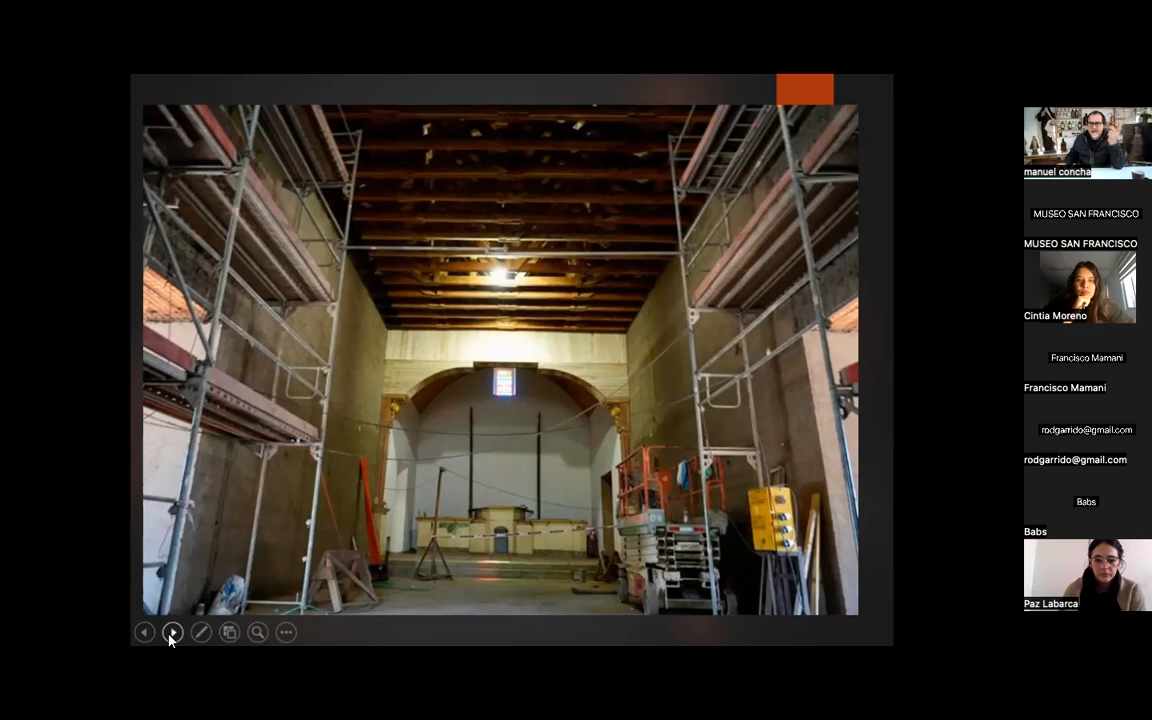 manuel concha
MUSEO SAN FRANCISCO
MUSEO SAN FRANCISCO
Cintia Moreno
Francisco Mamani
Francisco Mamani
rodgarrido@gmail.com
rodgarrido@gmail.com
Babs
Babs
Paz Labarca